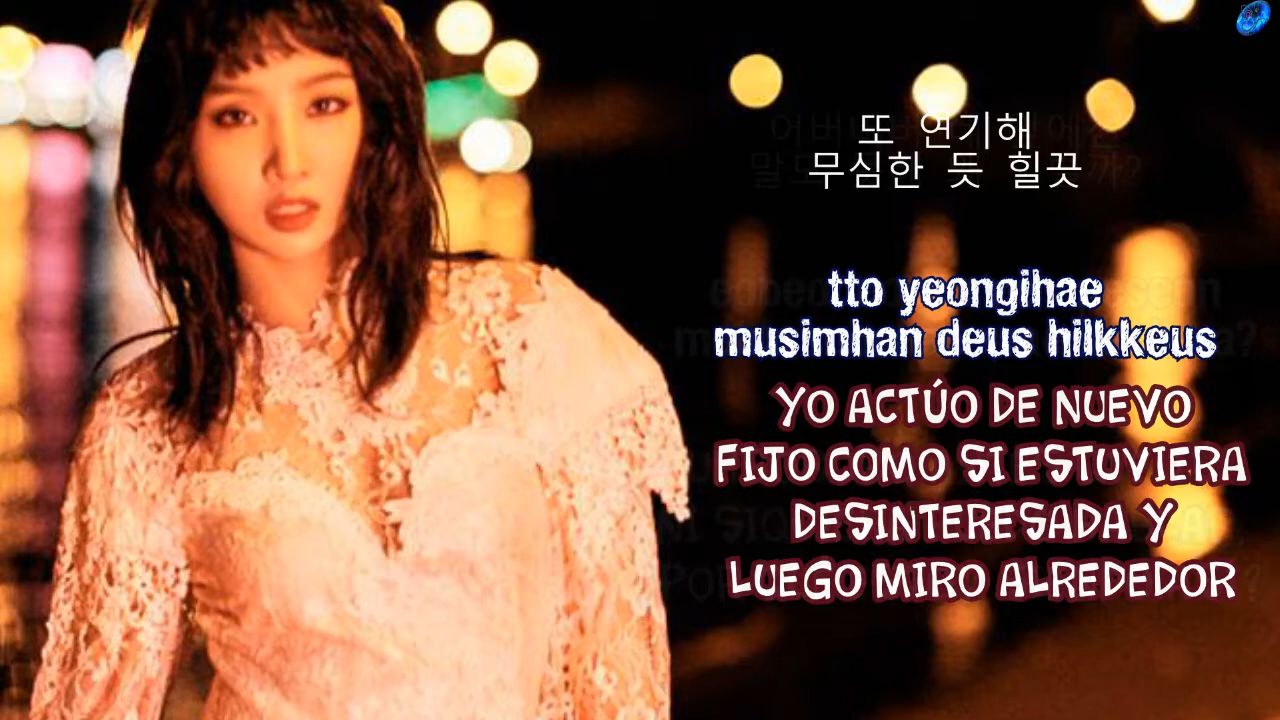 또 연기해
무심한 듯 힐끗
tto yeongihae
musimhan deus hilkkeus
YO ACTÚO DE NUEVO
FIJO COMO SI ESTUVIERA
DESINTERESADA Y
LUEGO MIRO ALREDEDOR